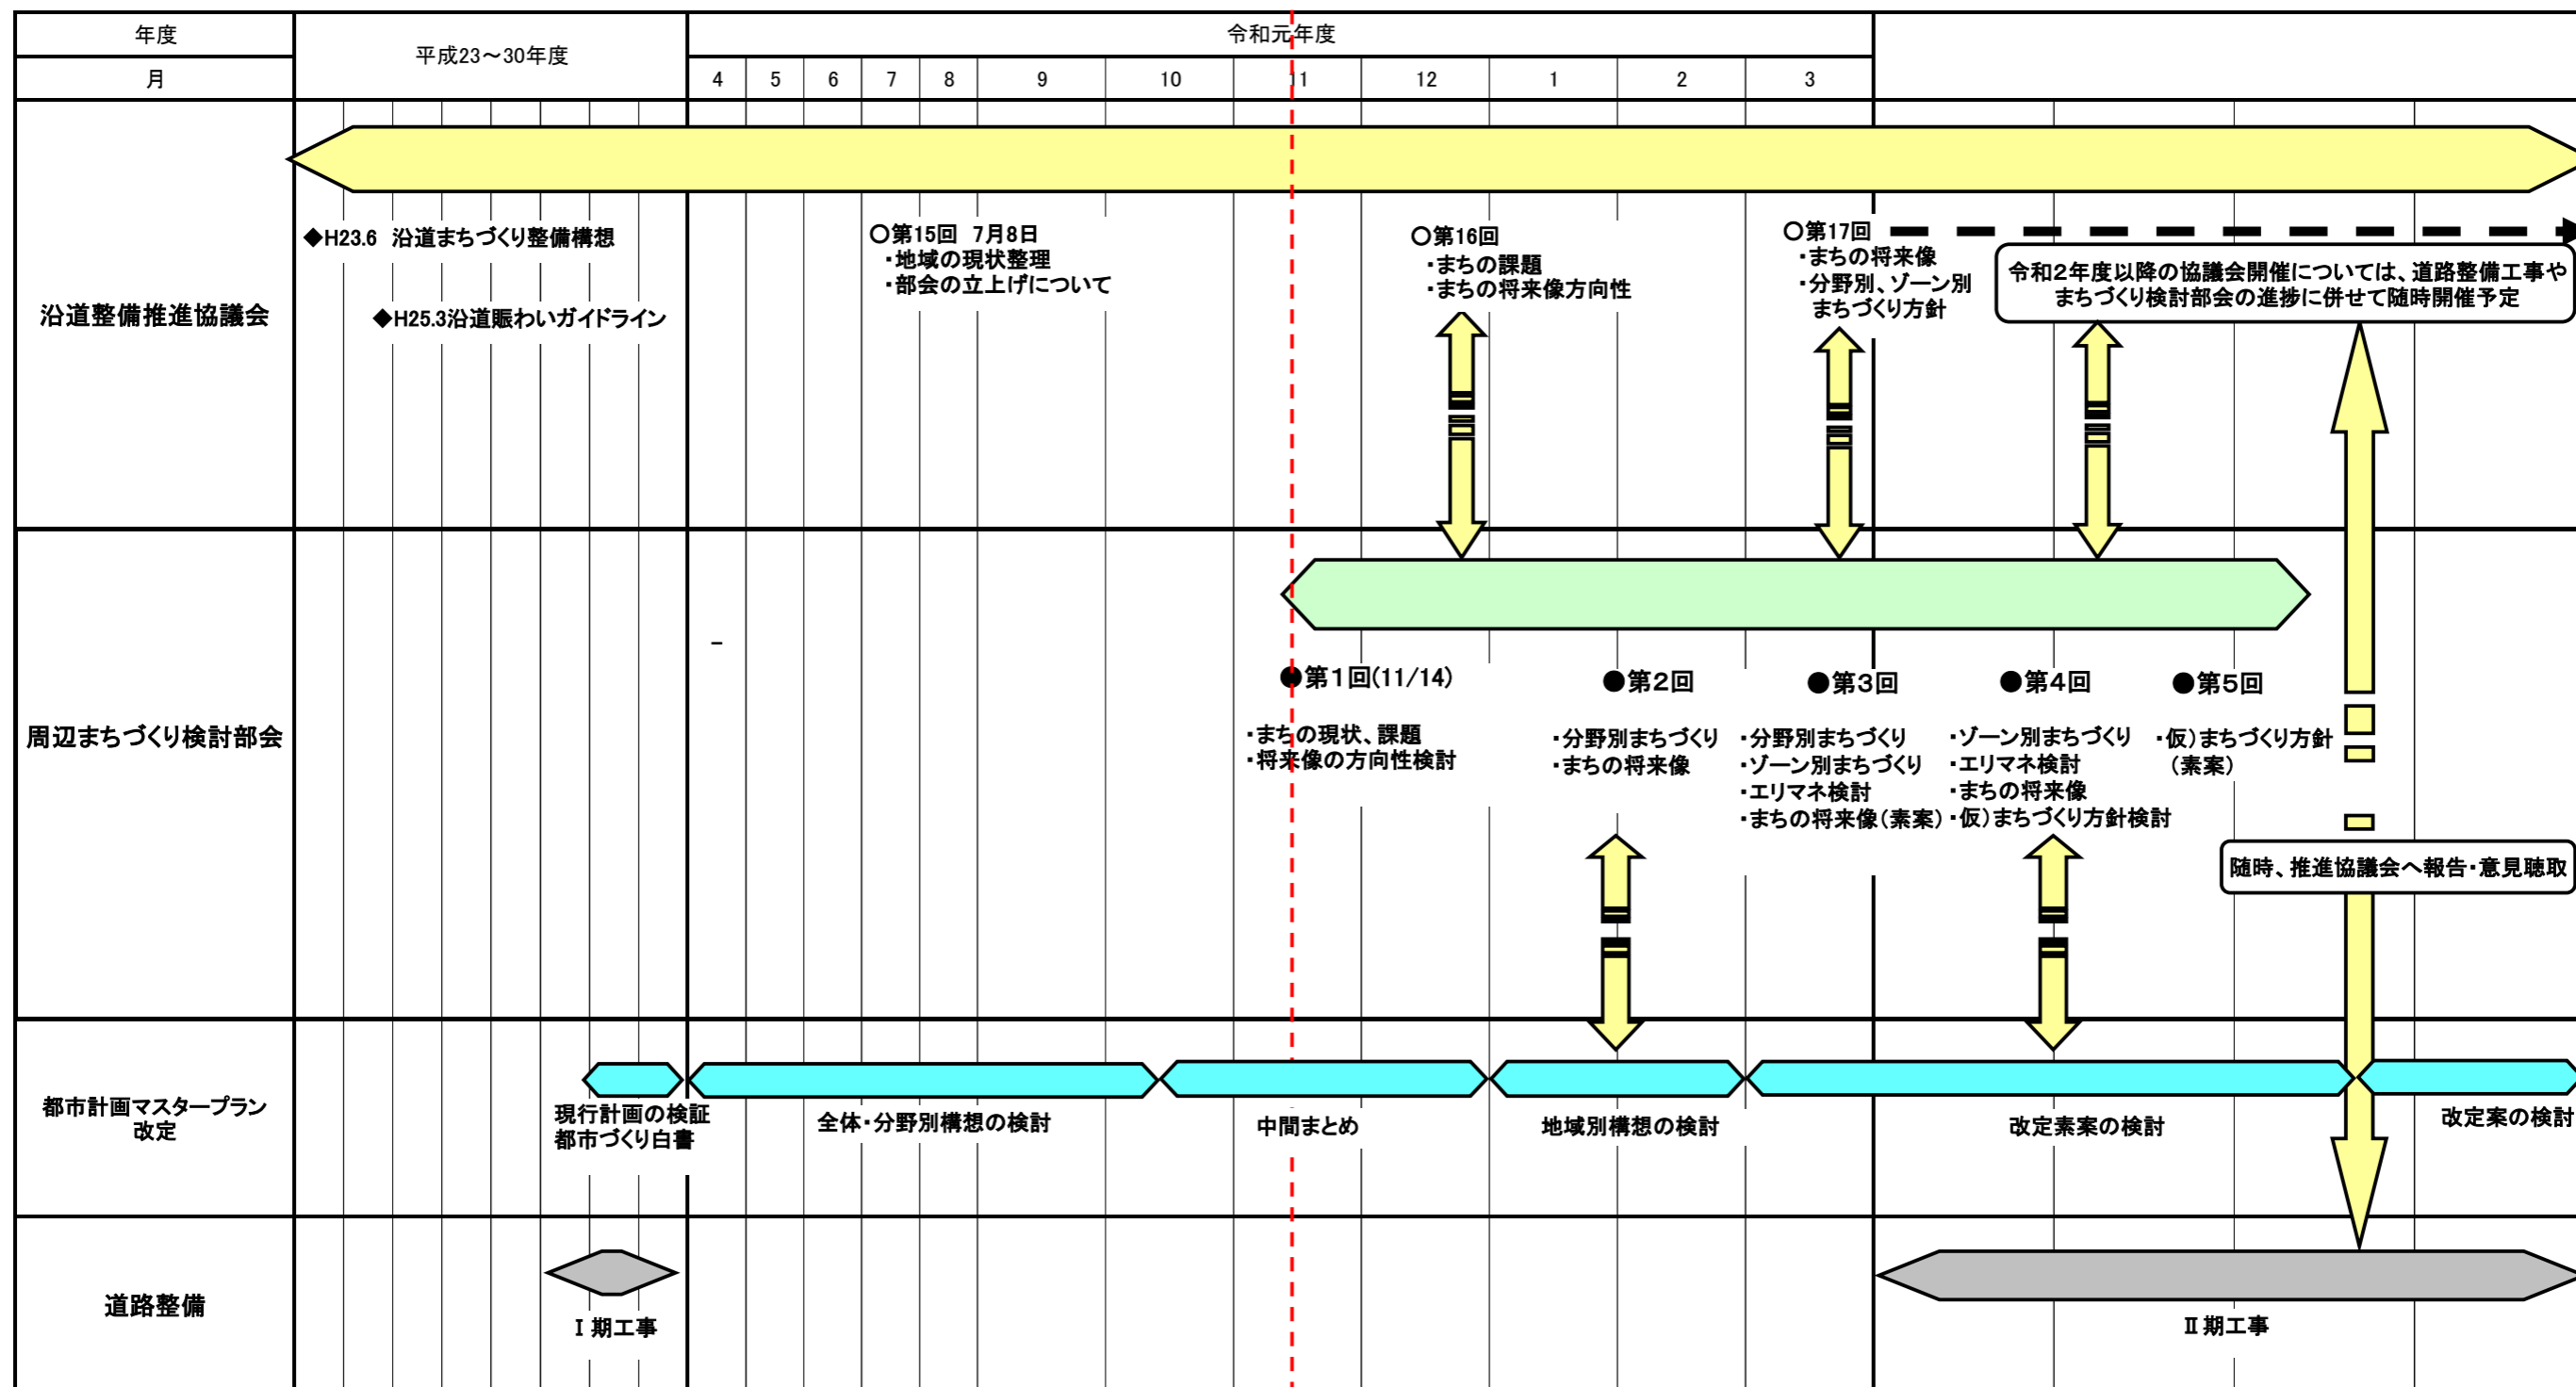 年度
平成23～30年度
令和元年度
月
4
5
6
7
8
9
10
11
12
1
2
3
沿道整備推進協議会
◆H23.6 沿道まちづくり整備構想
◆H25.3沿道賑わいガイドライン
○第15回 7月8日
・地域の現状整理
・部会の立上げについて
○第16回
・まちの課題
・まちの将来像方向性
○第17回
・まちの将来像
・分野別、ゾーン別
まちづくり方針
令和２年度以降の協議会開催については、道路整備工事や
まちづくり検討部会の進捗に併せて随時開催予定
周辺まちづくり検討部会
－
●第１回(11/14)
・まちの現状、課題
・将来像の方向性検討
●第２回
・分野別まちづくり
・まちの将来像
●第３回
・分野別まちづくり
・ゾーン別まちづくり
・エリマネ検討
・まちの将来像（素案）
●第４回
・ゾーン別まちづくり
・エリマネ検討
・まちの将来像
・仮）まちづくり方針検討
●第５回
・仮）まちづくり方針
（素案）
随時、推進協議会へ報告・意見聴取
都市計画マスタープラン
改定
現行計画の検証
都市づくり白書
全体・分野別構想の検討
中間まとめ
地域別構想の検討
改定素案の検討
改定案の検討
道路整備
Ⅰ期工事
Ⅱ期工事